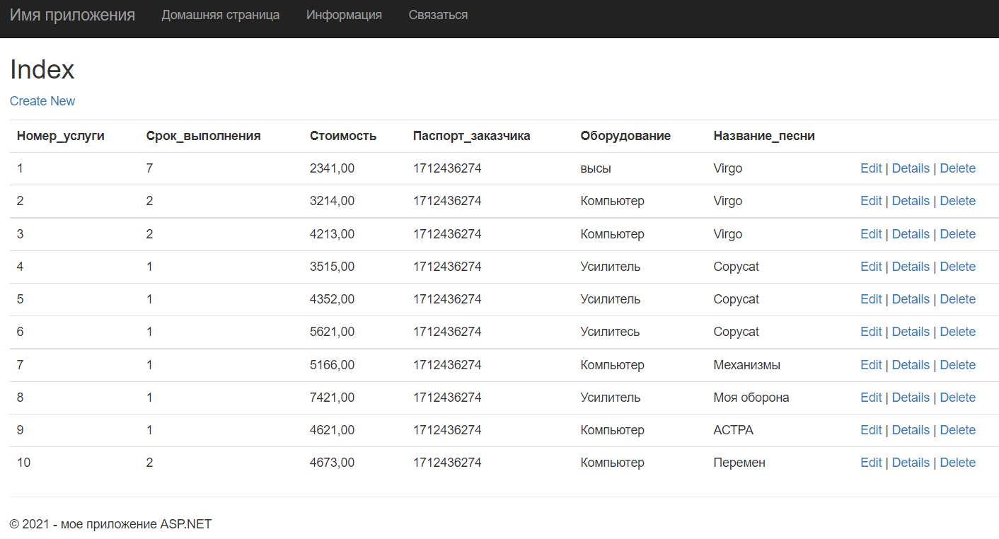 Имя приложения Домашняя страница Информация Связаться
Index
Create New
Номер_услуги Срок_выполнения Стоимость Паспорт_заказчика Оборудование Название_песни
1 7 2341,00 1712436274 высы Virgo Edit | Details | Delete
2 2 3214,00 1712436274 Компьютер Virgo Edit | Details | Delete
3 2 4213,00 1712436274 Компьютер Virgo Edit | Details | Delete
4 1 3515,00 1712436274 Усилитель Copycat Edit | Details | Delete
5 1 4352,00 1712436274 Усилитель Copycat Edit | Details | Delete
6 1 5621,00 1712436274 Усилитесь Copycat Edit | Details | Delete
7 1 5166,00 1712436274 Компьютер Механизмы Edit | Details | Delete
8 1 7421,00 1712436274 Усилитель Моя оборона Edit | Details | Delete
9 1 4621,00 1712436274 Компьютер АСТРА Edit | Details | Delete
10 2 4673,00 1712436274 Компьютер Перемен Edit | Details | Delete
© 2021 - мое приложение ASP.NET